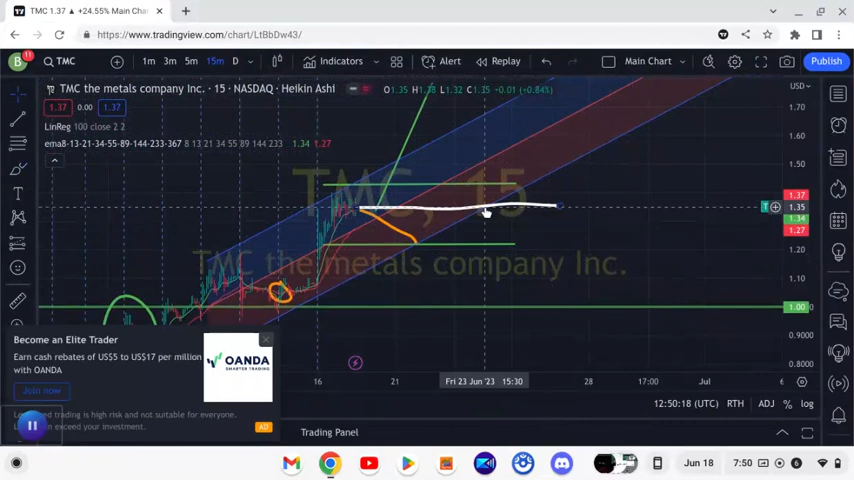 TMC 1.37 ▲ +24.55% Main Char
https://www.tradingview.com/chart/LtBbDw43/
B
11
TMC
1m 3m 5m 15m D
Indicators
Alert
Replay
Main Chart
Publish
TMC the metals company Inc. · 15 · NASDAQ · Heikin Ashi
O1.35 H1.38 L1.32 C1.35 -0.01 (-0.84%)
USD
1.37 0.00 1.37
LinReg 100 close 2 2
ema8-13-21-34-55-89-144-233-367 8 13 21 34 55 89 144 233 1.34 1.27
TMC, 15
TMC the metals company Inc.
1.70
1.60
1.50
1.37
1.35
1.34
1.27
1.20
1.10
1.00
0.9000
0.8000
Become an Elite Trader
Earn cash rebates of US$5 to US$17 per million
with OANDA
OANDA
SMARTER TRADING
Join now
trading is high risk and not suitable for everyone.
exceed your investment.
AD
16 21 Fri 23 Jun '23 15:30 28 17:00 Jul 6
12:50:18 (UTC) RTH ADJ % log
Trading Panel
Jun 18 7:50 6